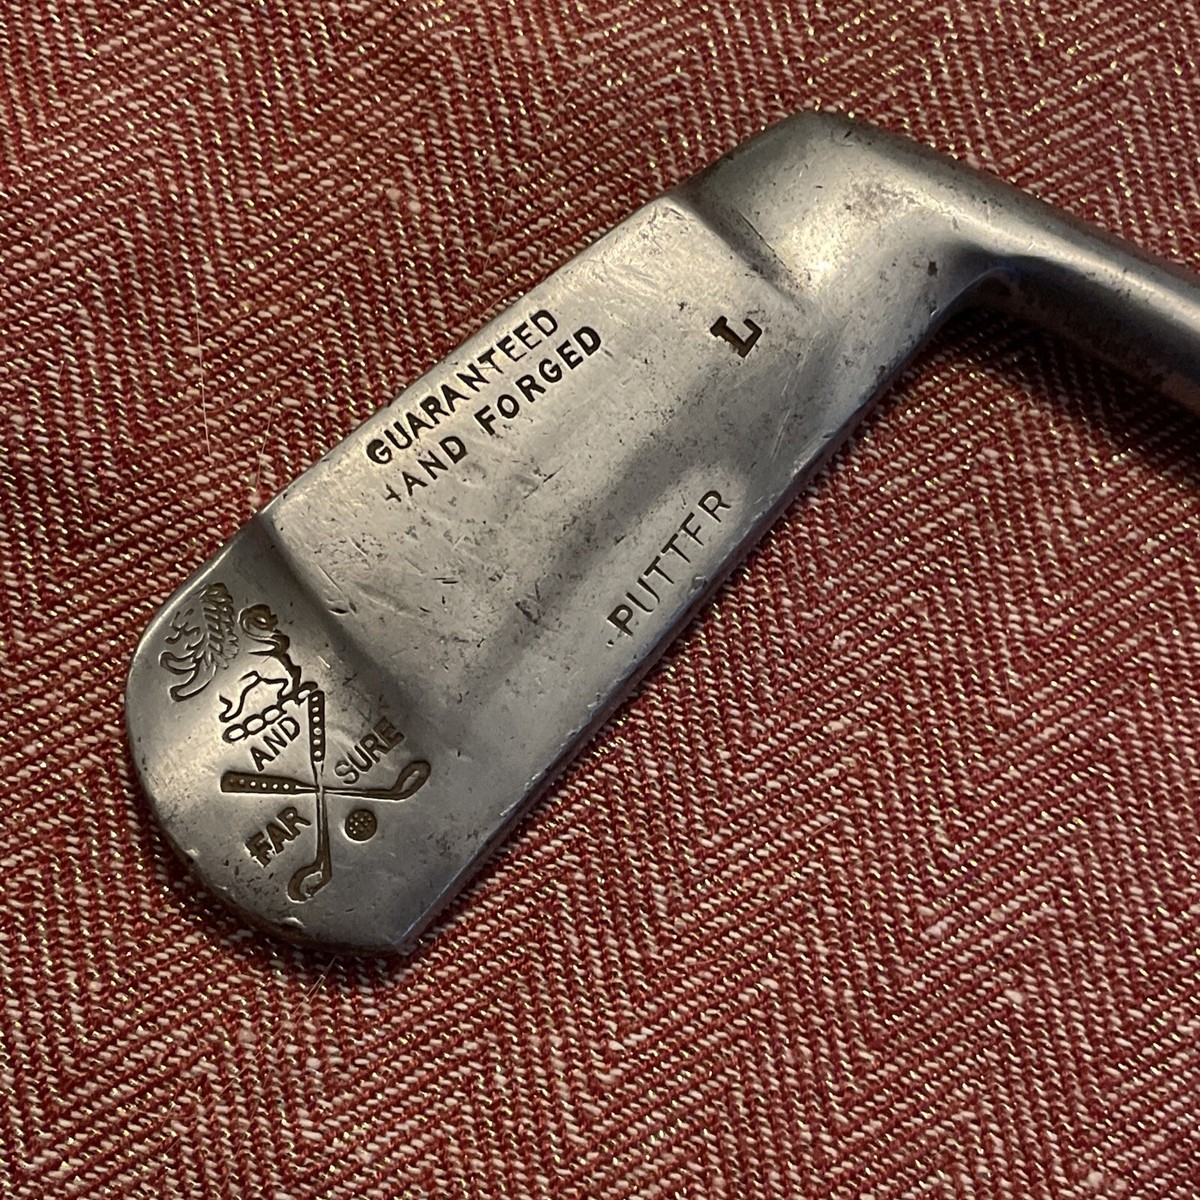 GUARANTEED
HAND FORGED
L
PUTTER
FAR
AND
SURE